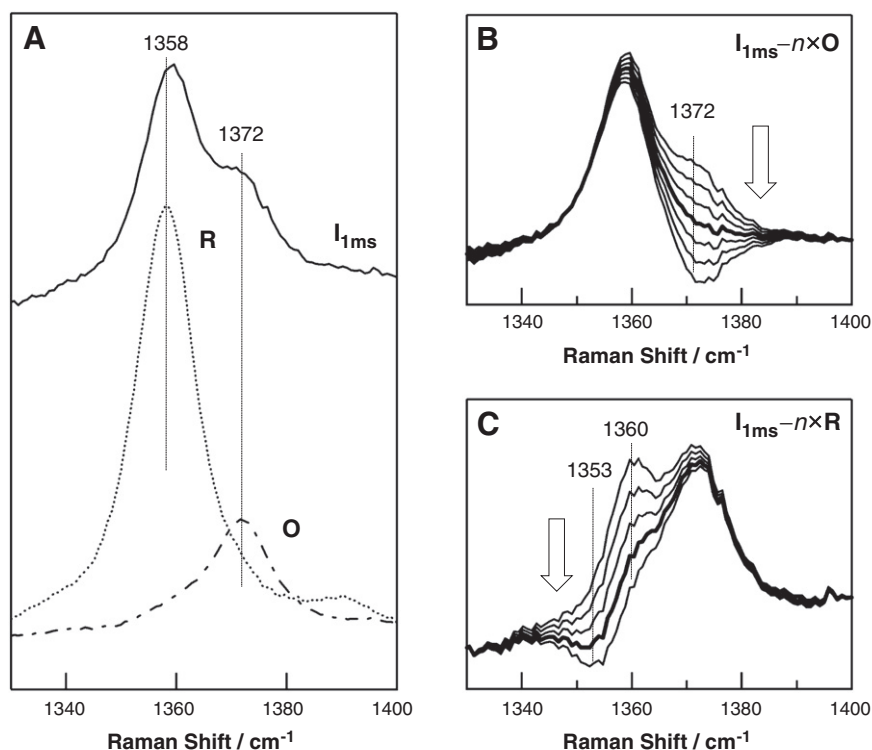 A
1358
1372
R
I1ms
O
1340 1360 1380 1400
Raman Shift / cm-1
B
I1ms–n×O
1372
1340 1360 1380 1400
Raman Shift / cm-1
C
I1ms–n×R
1360
1353
1340 1360 1380 1400
Raman Shift / cm-1